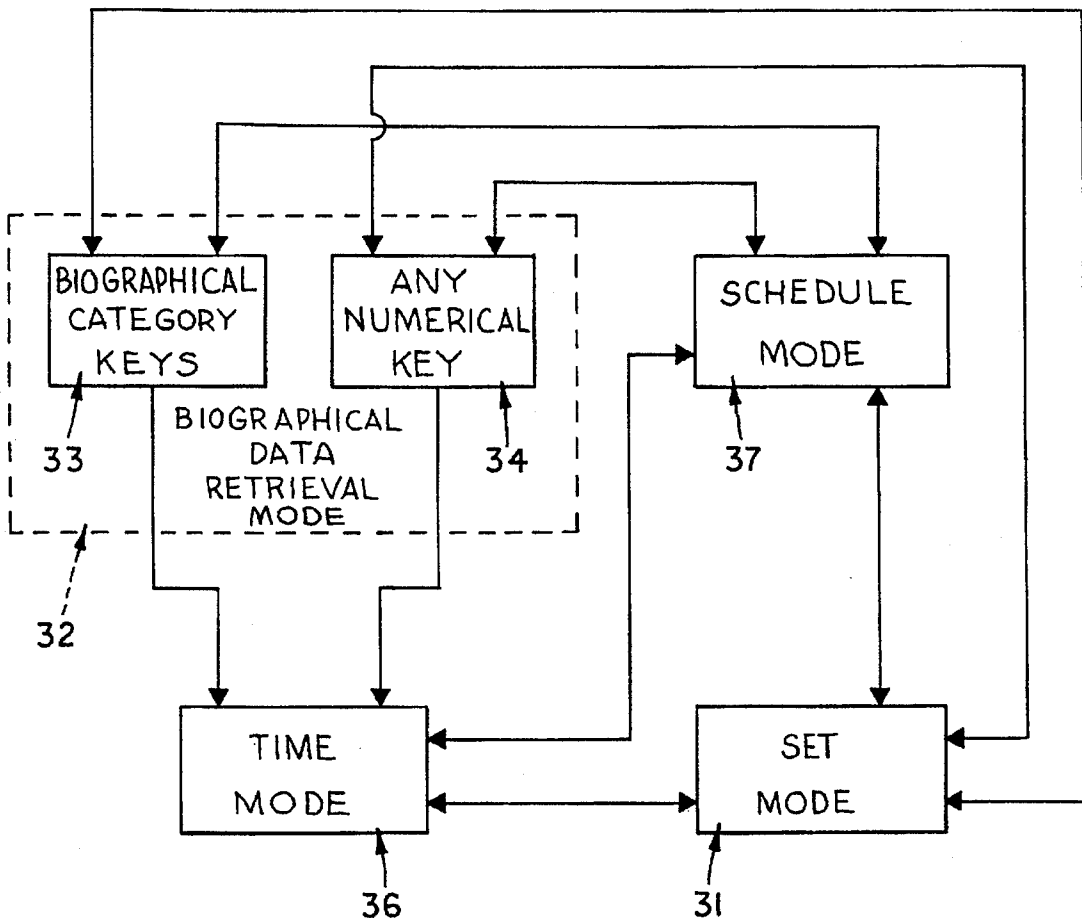 BIOGRAPHICAL
CATEGORY
KEYS
ANY
NUMERICAL
KEY
SCHEDULE
MODE
33
34
37
BIOGRAPHICAL
DATA
RETRIEVAL
MODE
32
TIME
MODE
SET
MODE
36
31